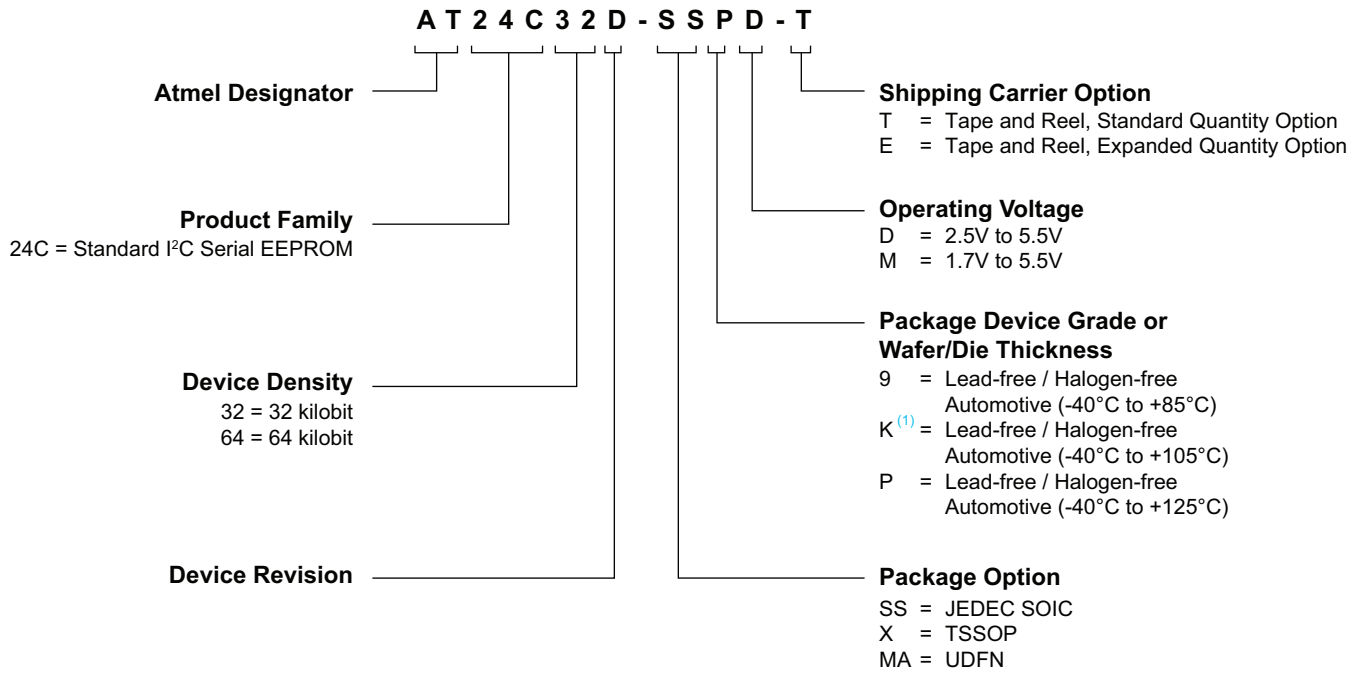 AT24C32D-SSPD-T
Atmel Designator
Product Family
24C = Standard I²C Serial EEPROM
Device Density
32 = 32 kilobit
64 = 64 kilobit
Device Revision
Shipping Carrier Option
T = Tape and Reel, Standard Quantity Option
E = Tape and Reel, Expanded Quantity Option
Operating Voltage
D = 2.5V to 5.5V
M = 1.7V to 5.5V
Package Device Grade or
Wafer/Die Thickness
9 = Lead-free / Halogen-free
Automotive (-40°C to +85°C)
K(1) = Lead-free / Halogen-free
Automotive (-40°C to +105°C)
P = Lead-free / Halogen-free
Automotive (-40°C to +125°C)
Package Option
SS = JEDEC SOIC
X = TSSOP
MA = UDFN